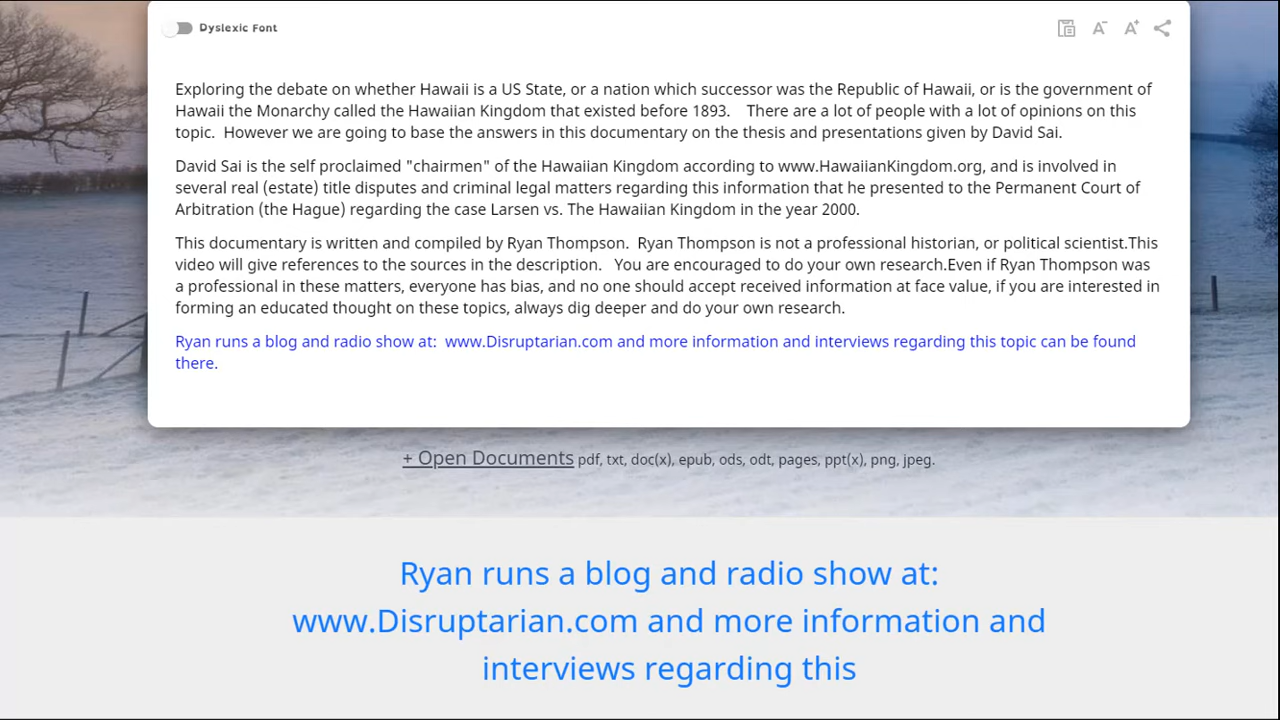 Dyslexic Font
Exploring the debate on whether Hawaii is a US State, or a nation which successor was the Republic of Hawaii, or is the government of
Hawaii the Monarchy called the Hawaiian Kingdom that existed before 1893.    There are a lot of people with a lot of opinions on this
topic.  However we are going to base the answers in this documentary on the thesis and presentations given by David Sai.
David Sai is the self proclaimed "chairmen" of the Hawaiian Kingdom according to www.HawaiianKingdom.org, and is involved in
several real (estate) title disputes and criminal legal matters regarding this information that he presented to the Permanent Court of
Arbitration (the Hague) regarding the case Larsen vs. The Hawaiian Kingdom in the year 2000.
This documentary is written and compiled by Ryan Thompson.  Ryan Thompson is not a professional historian, or political scientist.This
video will give references to the sources in the description.   You are encouraged to do your own research.Even if Ryan Thompson was
a professional in these matters, everyone has bias, and no one should accept received information at face value, if you are interested in
forming an educated thought on these topics, always dig deeper and do your own research.
Ryan runs a blog and radio show at:  www.Disruptarian.com and more information and interviews regarding this topic can be found
there.
+ Open Documents pdf, txt, doc(x), epub, ods, odt, pages, ppt(x), png, jpeg.
Ryan runs a blog and radio show at:
www.Disruptarian.com and more information and
interviews regarding this